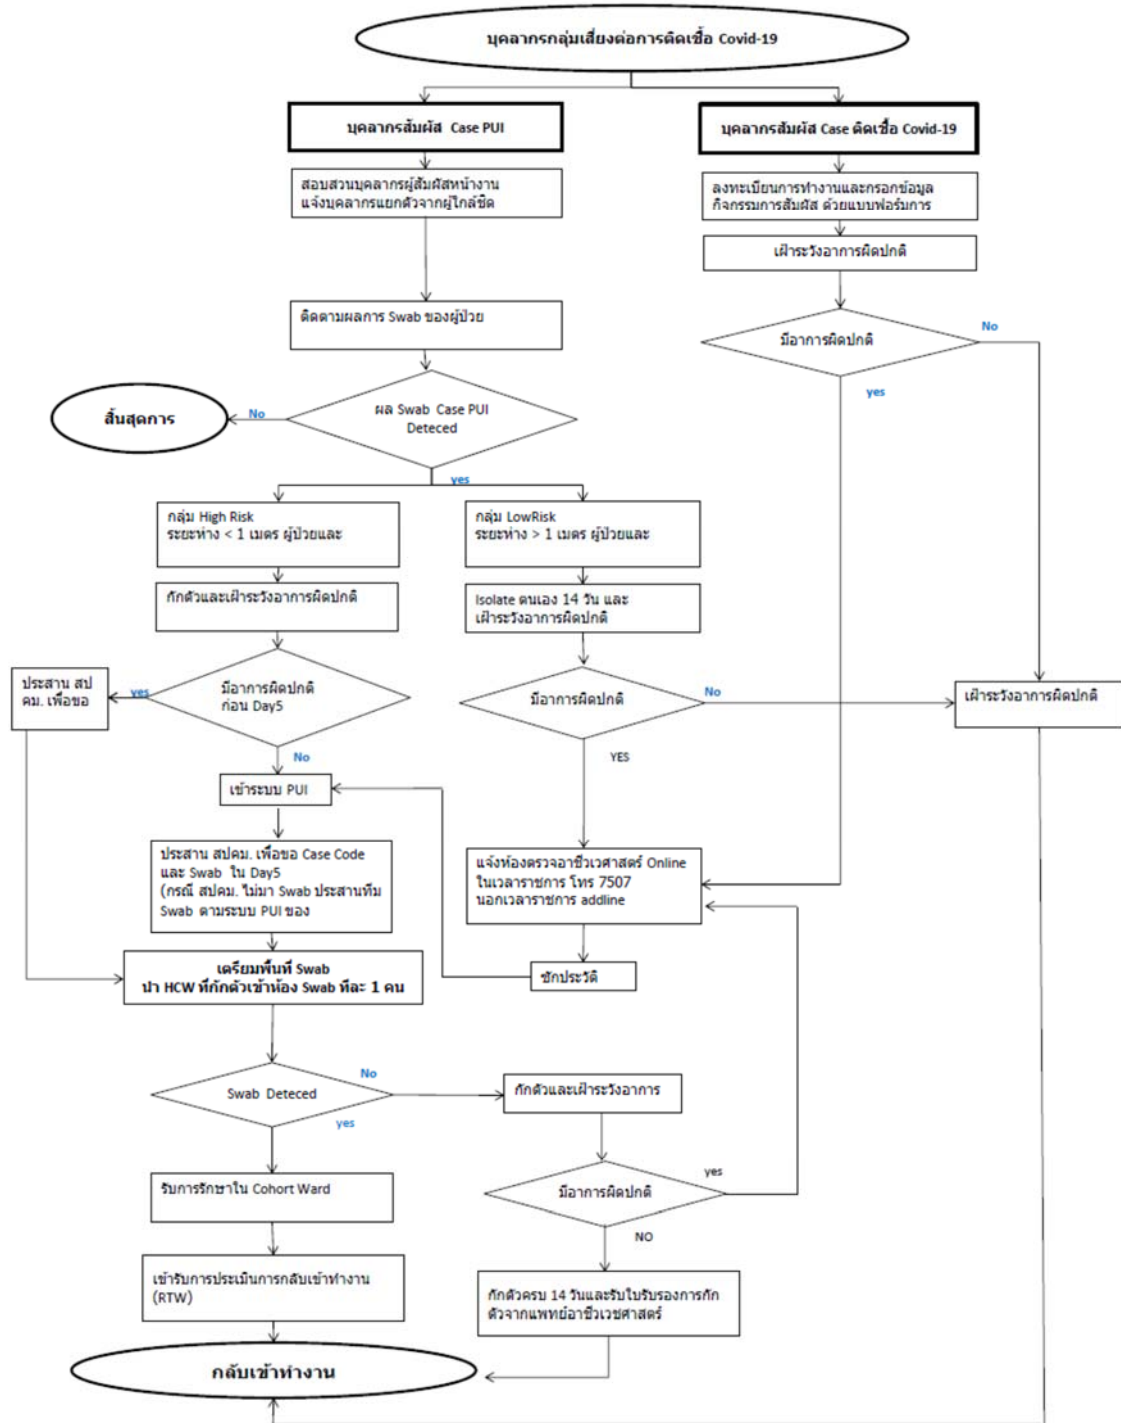 บุคลากรกลุ่มเสี่ยงต่อการติดเชื้อ Covid-19
บุคลากรสัมผัส Case PUI
บุคลากรสัมผัส Case ติดเชื้อ Covid-19
สอบสวนบุคลากรผู้สัมผัสหน้างาน
แจ้งบุคลากรแยกตัวจากผู้ใกล้ชิด
ลงทะเบียนการทำงานและกรอกข้อมูล
กิจกรรมการสัมผัส ด้วยแบบฟอร์มการ
เฝ้าระวังอาการผิดปกติ
ติดตามผลการ Swab ของผู้ป่วย
มีอาการผิดปกติ
No
yes
ผล Swab Case PUI
Deteced
No
สิ้นสุดการ
yes
กลุ่ม High Risk
ระยะห่าง < 1 เมตร ผู้ป่วยและ
กลุ่ม LowRisk
ระยะห่าง > 1 เมตร ผู้ป่วยและ
กักตัวและเฝ้าระวังอาการผิดปกติ
Isolate ตนเอง 14 วัน และ
เฝ้าระวังอาการผิดปกติ
ประสาน สป
คม. เพื่อขอ
yes
มีอาการผิดปกติ
ก่อน Day5
No
มีอาการผิดปกติ
No
YES
เฝ้าระวังอาการผิดปกติ
เข้าระบบ PUI
ประสาน สปคม. เพื่อขอ Case Code
และ Swab ใน Day5
(กรณี สปคม. ไม่มา Swab ประสานทีม
Swab ตามระบบ PUI ของ
แจ้งห้องตรวจอาชีวเวศาสตร์ Online
ในเวลาราชการ โทร 7507
นอกเวลาราชการ addline
เตรียมพื้นที่ Swab
นำ HCW ที่กักตัวเข้าห้อง Swab ทีละ 1 คน
ซักประวัติ
Swab Deteced
No
yes
กักตัวและเฝ้าระวังอาการ
รับการรักษาใน Cohort Ward
มีอาการผิดปกติ
yes
NO
เข้ารับการประเมินการกลับเข้าทำงาน
(RTW)
กักตัวครบ 14 วันและรับใบรับรองการกัก
ตัวจากแพทย์อาชีวเวชศาสตร์
กลับเข้าทำงาน